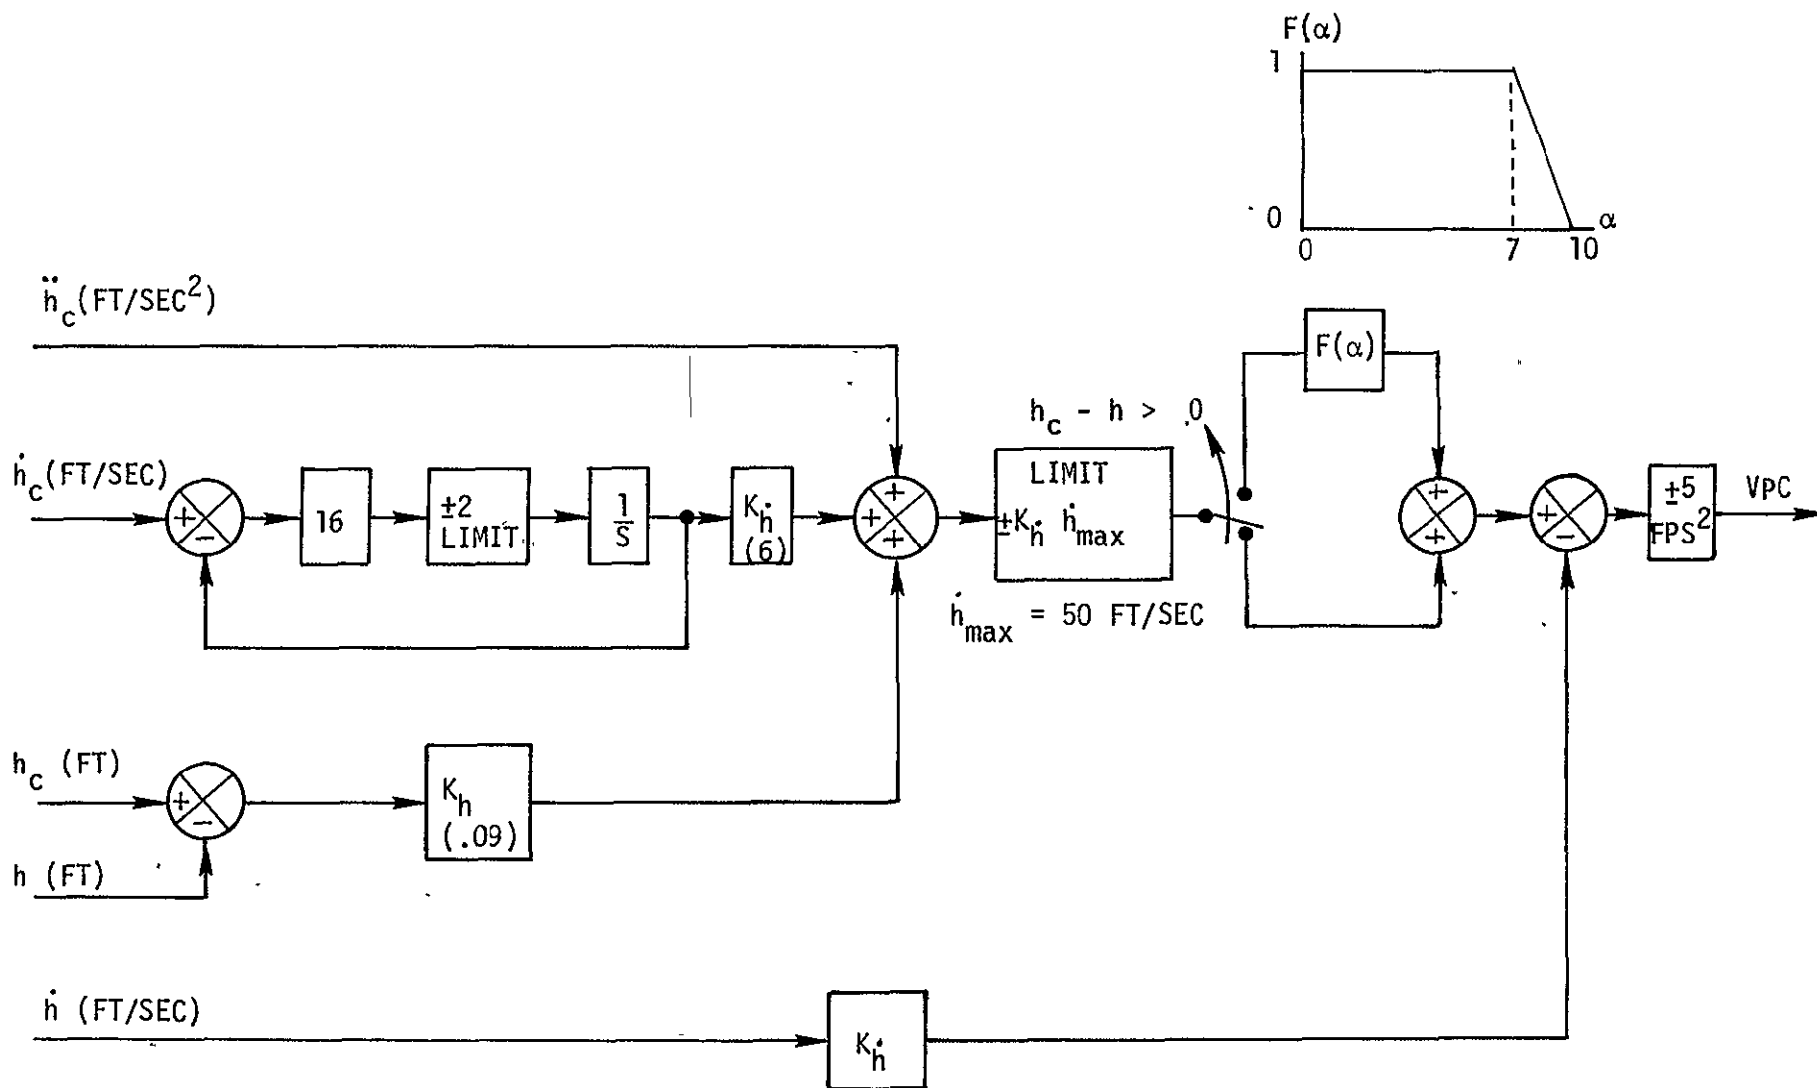 F(α)
1
0
0
7
10
α
ḧc(FT/SEC²)
F(α)
hc - h > 0
ḣc(FT/SEC)
+
-
16
±2
LIMIT
1
S
Kḣ
(6)
+
+
+
LIMIT
±Kḣ ḣmax
ḣmax = 50 FT/SEC
+
+
+
-
±5
FPS²
VPC
hc (FT)
+
-
h (FT)
Kh
(.09)
ḣ (FT/SEC)
Kḣ